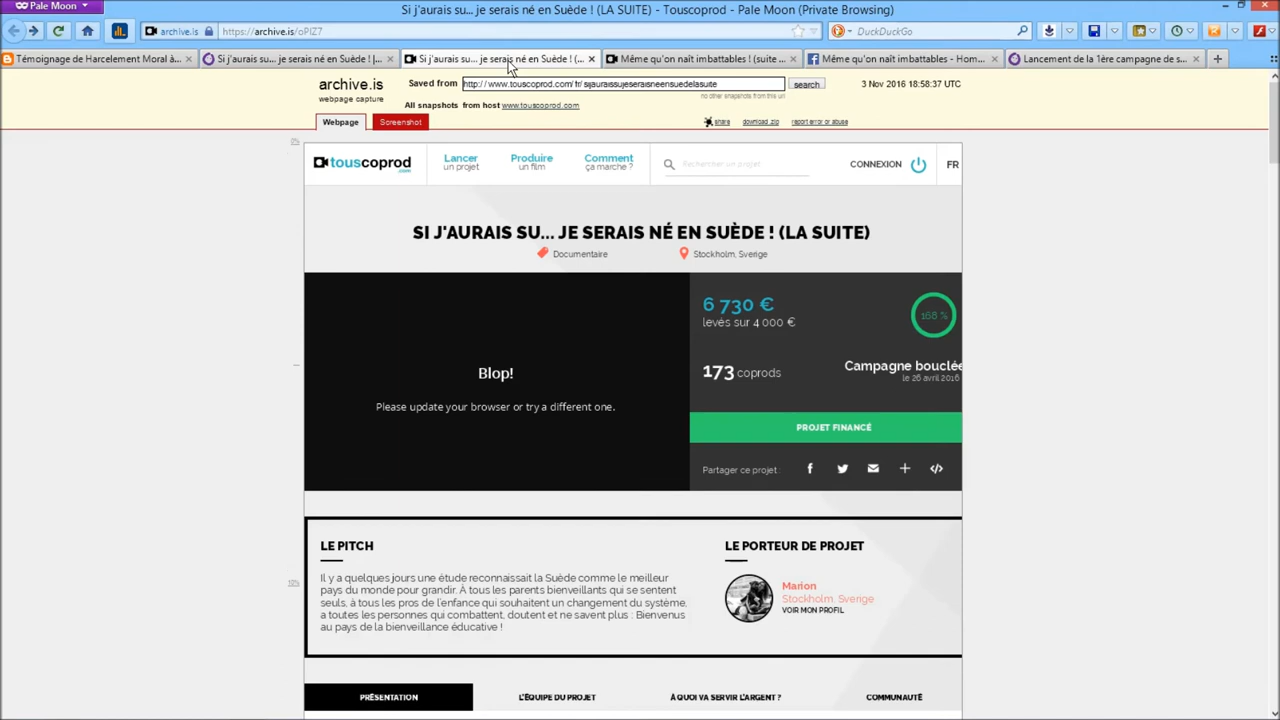 Pale Moon
Si j'aurais su... je serais né en Suède ! (LA SUITE) - Touscoprod - Pale Moon (Private Browsing)
archive.is
https://archive.is/oPIZ7
DuckDuckGo
Témoignage de Harcelement Moral à...
Si j'aurais su... je serais né en Suède ! |...
Si j'aurais su... je serais né en Suède ! (...
Même qu'on naît imbattables ! (suite ...
Même qu'on naît imbattables - Hom...
Lancement de la 1ère campagne de s...
archive.is
webpage capture
Saved from
http://www.touscoprod.com/fr/sijauraissujeseraisneensuedelasuite
search
3 Nov 2016 18:58:37 UTC
no other snapshots from this url
All snapshots from host www.touscoprod.com
Webpage
Screenshot
share
download .zip
report error or abuse
touscoprod
.com
Lancer
un projet
Produire
un film
Comment
ça marche ?
Rechercher un projet
CONNEXION
FR
SI J'AURAIS SU... JE SERAIS NÉ EN SUÈDE ! (LA SUITE)
Documentaire
Stockholm, Sverige
Blop!
Please update your browser or try a different one.
6 730 €
levés sur 4 000 €
168 %
173 coprods
Campagne bouclée
le 26 avril 2016
PROJET FINANCÉ
Partager ce projet :
LE PITCH
Il y a quelques jours une étude reconnaissait la Suède comme le meilleur
pays du monde pour grandir. À tous les parents bienveillants qui se sentent
seuls, à tous les pros de l'enfance qui souhaitent un changement du système,
a toutes les personnes qui combattent, doutent et ne savent plus : Bienvenus
au pays de la bienveillance éducative !
LE PORTEUR DE PROJET
Marion
Stockholm, Sverige
VOIR MON PROFIL
PRÉSENTATION
L'ÉQUIPE DU PROJET
À QUOI VA SERVIR L'ARGENT ?
COMMUNAUTÉ